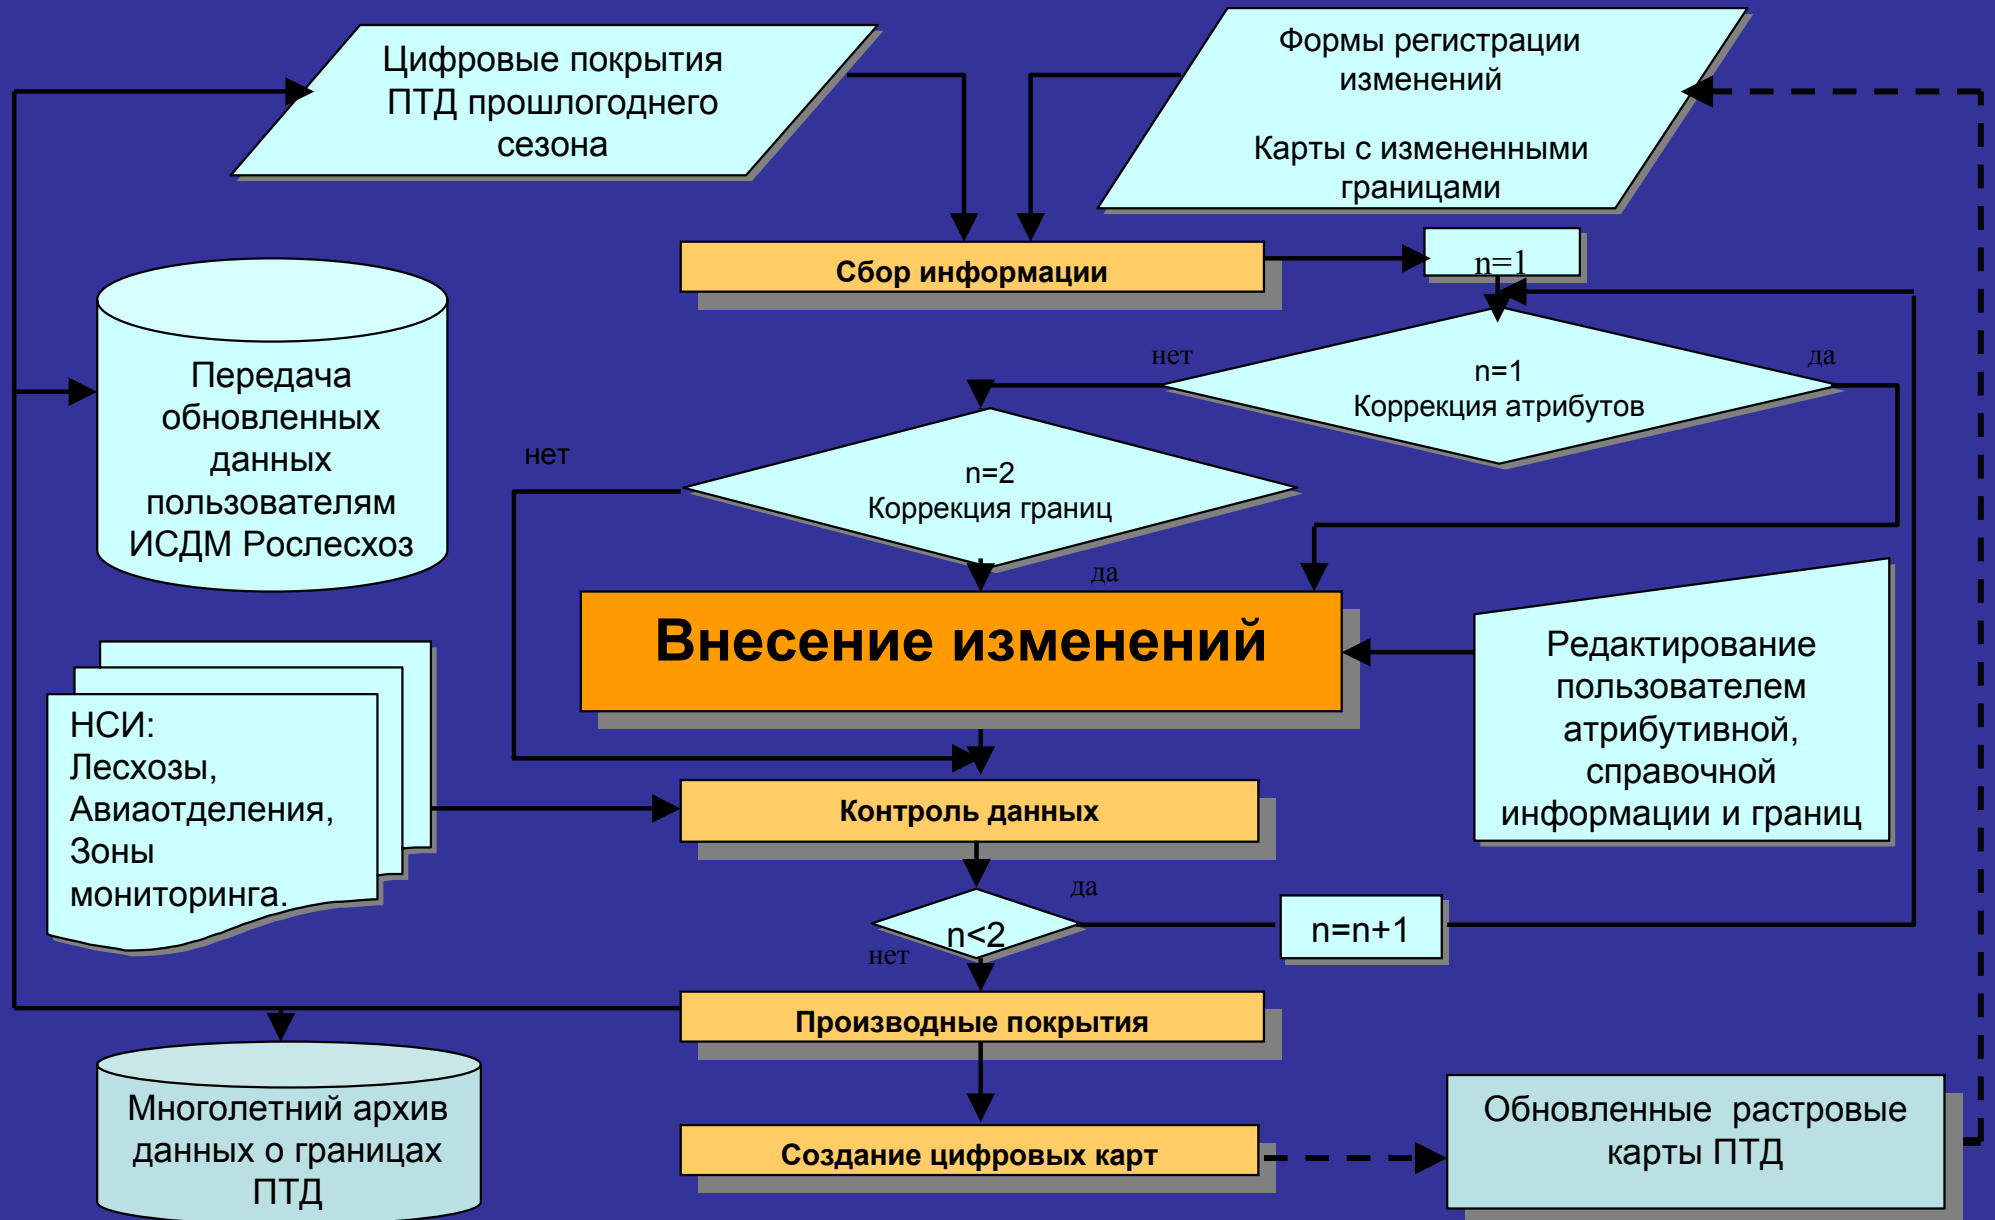 Цифровые покрытия
ПТД прошлогоднего
сезона
Формы регистрации
изменений
Карты с измененными
границами
Сбор информации
n=1
нет
да
n=1
Коррекция атрибутов
Передача
обновленных
данных
пользователям
ИСДМ Рослесхоз
нет
n=2
Коррекция границ
да
Внесение изменений
Редактирование
пользователем
атрибутивной,
справочной
информации и границ
НСИ:
Лесхозы,
Авиаотделения,
Зоны
мониторинга.
Контроль данных
да
n<2
n=n+1
нет
Производные покрытия
Многолетний архив
данных о границах
ПТД
Создание цифровых карт
Обновленные растровые
карты ПТД